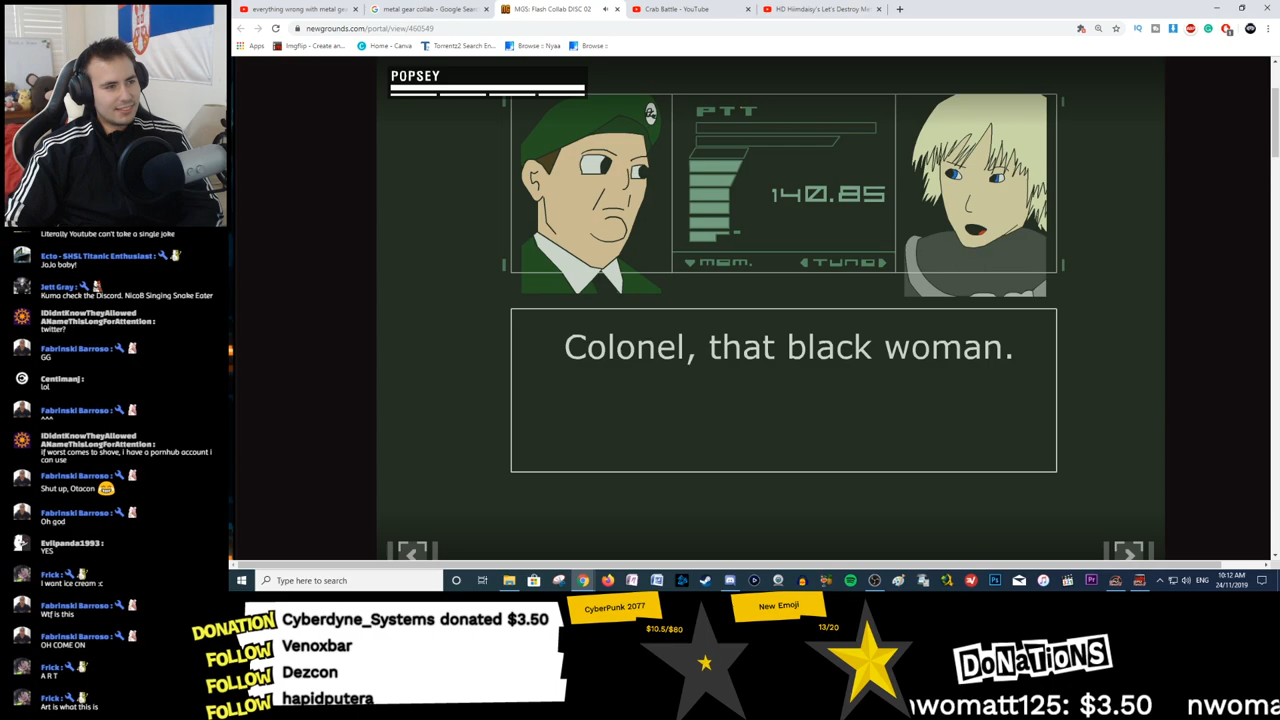 everything wrong with metal gea
metal gear collab - Google Sear
MGS: Flash Collab DISC 02
Crab Battle - YouTube
HD Hiimdaisy's Let's Destroy Me
newgrounds.com/portal/view/460549
Apps
Imgflip - Create an...
Home - Canva
Torrentz2 Search En...
Browse :: Nyaa
Browse ::
POPSEY
PTT
140.85
MEM.
TUNE
Colonel, that black woman.
Literally Youtube can't take a single joke
Ecto - SHSL Titanic Enthusiast :
JoJo baby!
Jett Gray :
Kuma check the Discord. NicoB Singing Snake Eater
IDidntKnowTheyAllowed
ANameThisLongForAttention :
twitter?
Fabrinski Barroso :
GG
Centimanj :
lol
Fabrinski Barroso :
^^^
IDidntKnowTheyAllowed
ANameThisLongForAttention :
if worst comes to shove, i have a pornhub account i
can use
Fabrinski Barroso :
Shut up, Otocon
Fabrinski Barroso :
Oh god
Evilpanda1993 :
YES
Frick :
I want ice cream :c
Fabrinski Barroso :
Wtf is this
Fabrinski Barroso :
OH COME ON
Frick :
A R T
Frick :
Art is what this is
Type here to search
ENG
10:12 AM
24/11/2019
DONATION
Cyberdyne_Systems donated $3.50
FOLLOW
Venoxbar
FOLLOW
Dezcon
FOLLOW
hapidputera
CyberPunk 2077
$10.5/$80
New Emoji
13/20
DoNaTioNS
nwomatt125: $3.50
nwoma